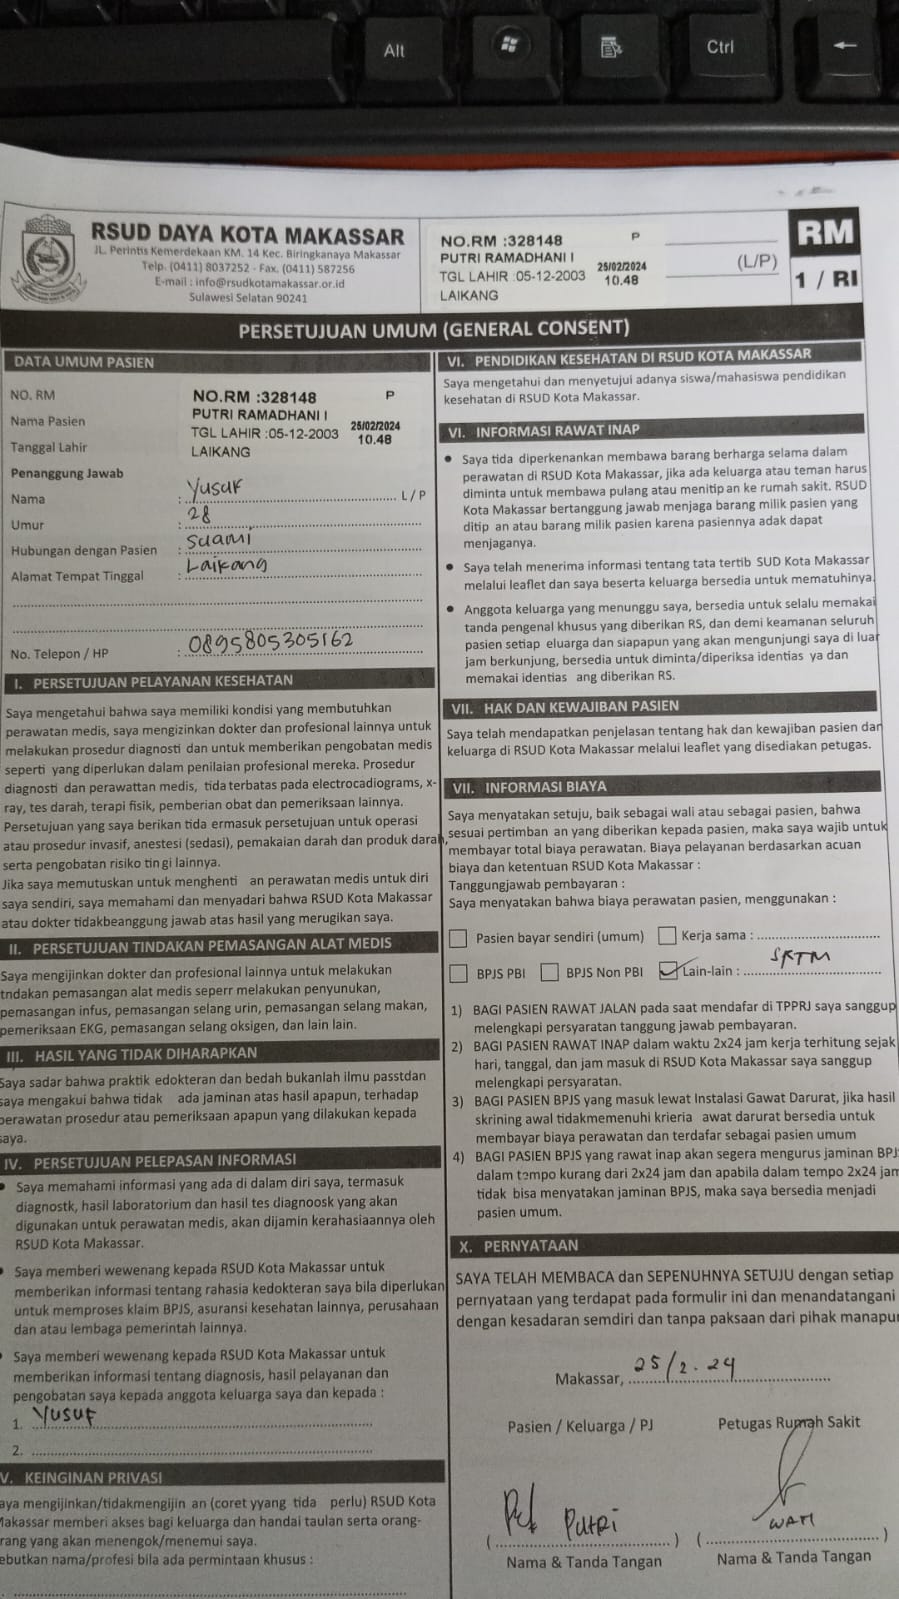 Alt
Ctrl
←
RSUD DAYA KOTA MAKASSAR
JL. Perintis Kemerdekaan KM. 14 Kec. Biringkanaya Makassar
Telp. (0411) 8037252 - Fax. (0411) 587256
E-mail : info@rsudkotamakassar.or.id
Sulawesi Selatan 90241
NO.RM :328148 P
PUTRI RAMADHANI I
TGL LAHIR :05-12-2003 25/02/2024 10.48
LAIKANG
(L/P)
RM
1 / RI
PERSETUJUAN UMUM (GENERAL CONSENT)
DATA UMUM PASIEN
NO. RM NO.RM :328148 P
Nama Pasien PUTRI RAMADHANI I
Tanggal Lahir TGL LAHIR :05-12-2003 25/02/2024 10.48
LAIKANG
Penanggung Jawab
Nama : Yusuf L / P
Umur : 28
Hubungan dengan Pasien : Suami
Alamat Tempat Tinggal : Laikang
No. Telepon / HP : 0895805305162
I. PERSETUJUAN PELAYANAN KESEHATAN
Saya mengetahui bahwa saya memiliki kondisi yang membutuhkan
perawatan medis, saya mengizinkan dokter dan profesional lainnya untuk
melakukan prosedur diagnosti dan untuk memberikan pengobatan medis
seperti yang diperlukan dalam penilaian profesional mereka. Prosedur
diagnosti dan perawattan medis, tida terbatas pada electrocadiograms, x-
ray, tes darah, terapi fisik, pemberian obat dan pemeriksaan lainnya.
Persetujuan yang saya berikan tida ermasuk persetujuan untuk operasi
atau prosedur invasif, anestesi (sedasi), pemakaian darah dan produk darah,
serta pengobatan risiko tin gi lainnya.
Jika saya memutuskan untuk menghenti an perawatan medis untuk diri
saya sendiri, saya memahami dan menyadari bahwa RSUD Kota Makassar
atau dokter tidakbeanggung jawab atas hasil yang merugikan saya.
II. PERSETUJUAN TINDAKAN PEMASANGAN ALAT MEDIS
Saya mengijinkan dokter dan profesional lainnya untuk melakukan
tndakan pemasangan alat medis seperr melakukan penyunukan,
pemasangan infus, pemasangan selang urin, pemasangan selang makan,
pemeriksaan EKG, pemasangan selang oksigen, dan lain lain.
III. HASIL YANG TIDAK DIHARAPKAN
Saya sadar bahwa praktik edokteran dan bedah bukanlah ilmu passtdan
saya mengakui bahwa tidak ada jaminan atas hasil apapun, terhadap
perawatan prosedur atau pemeriksaan apapun yang dilakukan kepada
saya.
IV. PERSETUJUAN PELEPASAN INFORMASI
● Saya memahami informasi yang ada di dalam diri saya, termasuk
diagnostk, hasil laboratorium dan hasil tes diagnoosk yang akan
digunakan untuk perawatan medis, akan dijamin kerahasiaannya oleh
RSUD Kota Makassar.
● Saya memberi wewenang kepada RSUD Kota Makassar untuk
memberikan informasi tentang rahasia kedokteran saya bila diperlukan
untuk memproses klaim BPJS, asuransi kesehatan lainnya, perusahaan
dan atau lembaga pemerintah lainnya.
● Saya memberi wewenang kepada RSUD Kota Makassar untuk
memberikan informasi tentang diagnosis, hasil pelayanan dan
pengobatan saya kepada anggota keluarga saya dan kepada :
1. Yusuf
2.
V. KEINGINAN PRIVASI
aya mengijinkan/tidakmengijin an (coret yyang tida perlu) RSUD Kota
Makassar memberi akses bagi keluarga dan handai taulan serta orang-
rang yang akan menengok/menemui saya.
ebutkan nama/profesi bila ada permintaan khusus :
VI. PENDIDIKAN KESEHATAN DI RSUD KOTA MAKASSAR
Saya mengetahui dan menyetujui adanya siswa/mahasiswa pendidikan
kesehatan di RSUD Kota Makassar.
VI. INFORMASI RAWAT INAP
● Saya tida diperkenankan membawa barang berharga selama dalam
perawatan di RSUD Kota Makassar, jika ada keluarga atau teman harus
diminta untuk membawa pulang atau menitip an ke rumah sakit. RSUD
Kota Makassar bertanggung jawab menjaga barang milik pasien yang
ditip an atau barang milik pasien karena pasiennya adak dapat
menjaganya.
● Saya telah menerima informasi tentang tata tertib SUD Kota Makassar
melalui leaflet dan saya beserta keluarga bersedia untuk mematuhinya.
● Anggota keluarga yang menunggu saya, bersedia untuk selalu memakai
tanda pengenal khusus yang diberikan RS, dan demi keamanan seluruh
pasien setiap eluarga dan siapapun yang akan mengunjungi saya di luar
jam berkunjung, bersedia untuk diminta/diperiksa identias ya dan
memakai identias ang diberikan RS.
VII. HAK DAN KEWAJIBAN PASIEN
Saya telah mendapatkan penjelasan tentang hak dan kewajiban pasien dan
keluarga di RSUD Kota Makassar melalui leaflet yang disediakan petugas.
VII. INFORMASI BIAYA
Saya menyatakan setuju, baik sebagai wali atau sebagai pasien, bahwa
sesuai pertimban an yang diberikan kepada pasien, maka saya wajib untuk
membayar total biaya perawatan. Biaya pelayanan berdasarkan acuan
biaya dan ketentuan RSUD Kota Makassar :
Tanggungjawab pembayaran :
Saya menyatakan bahwa biaya perawatan pasien, menggunakan :
Pasien bayar sendiri (umum) Kerja sama :
BPJS PBI BPJS Non PBI Lain-lain : SKTM
1) BAGI PASIEN RAWAT JALAN pada saat mendafar di TPPRJ saya sanggup
melengkapi persyaratan tanggung jawab pembayaran.
2) BAGI PASIEN RAWAT INAP dalam waktu 2x24 jam kerja terhitung sejak
hari, tanggal, dan jam masuk di RSUD Kota Makassar saya sanggup
melengkapi persyaratan.
3) BAGI PASIEN BPJS yang masuk lewat Instalasi Gawat Darurat, jika hasil
skrining awal tidakmemenuhi krieria awat darurat bersedia untuk
membayar biaya perawatan dan terdafar sebagai pasien umum
4) BAGI PASIEN BPJS yang rawat inap akan segera mengurus jaminan BPJ
dalam tempo kurang dari 2x24 jam dan apabila dalam tempo 2x24 jam
tidak bisa menyatakan jaminan BPJS, maka saya bersedia menjadi
pasien umum.
X. PERNYATAAN
SAYA TELAH MEMBACA dan SEPENUHNYA SETUJU dengan setiap
pernyataan yang terdapat pada formulir ini dan menandatangani
dengan kesadaran semdiri dan tanpa paksaan dari pihak manapun
Makassar, 25/2.24
Pasien / Keluarga / PJ Petugas Rumah Sakit
( Putri ) ( WATI )
Nama & Tanda Tangan Nama & Tanda Tangan